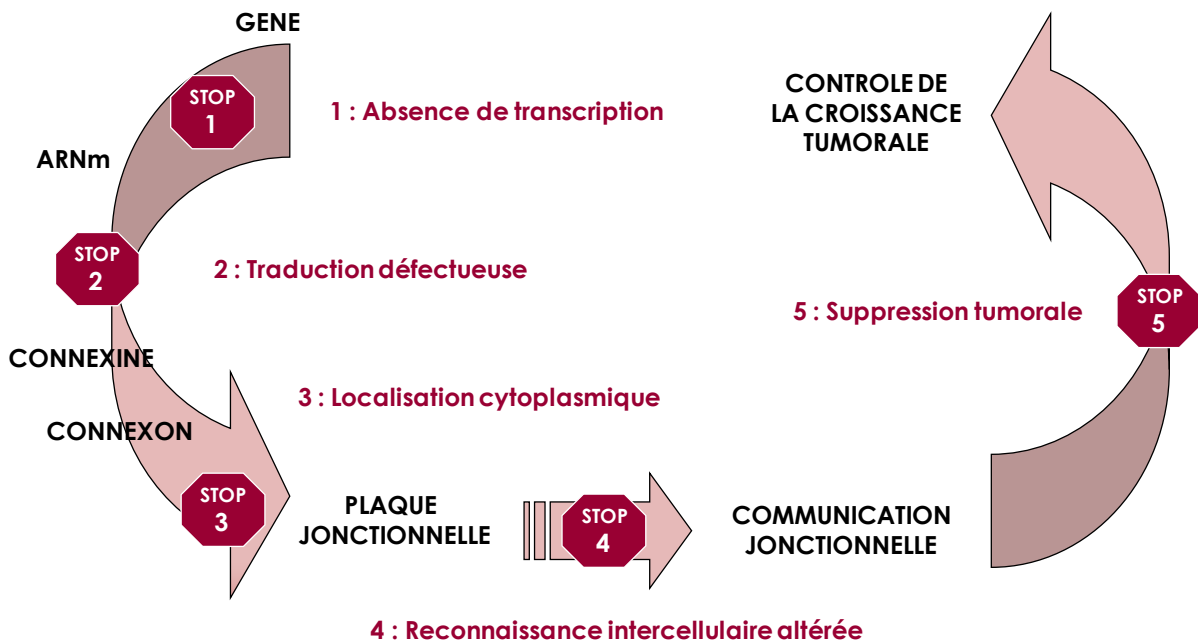 GENE
STOP
1
1 : Absence de transcription
ARNm
STOP
2
2 : Traduction défectueuse
CONNEXINE
CONNEXON
3 : Localisation cytoplasmique
STOP
3
PLAQUE
JONCTIONNELLE
STOP
4
4 : Reconnaissance intercellulaire altérée
COMMUNICATION
JONCTIONNELLE
5 : Suppression tumorale
STOP
5
CONTROLE DE
LA CROISSANCE
TUMORALE